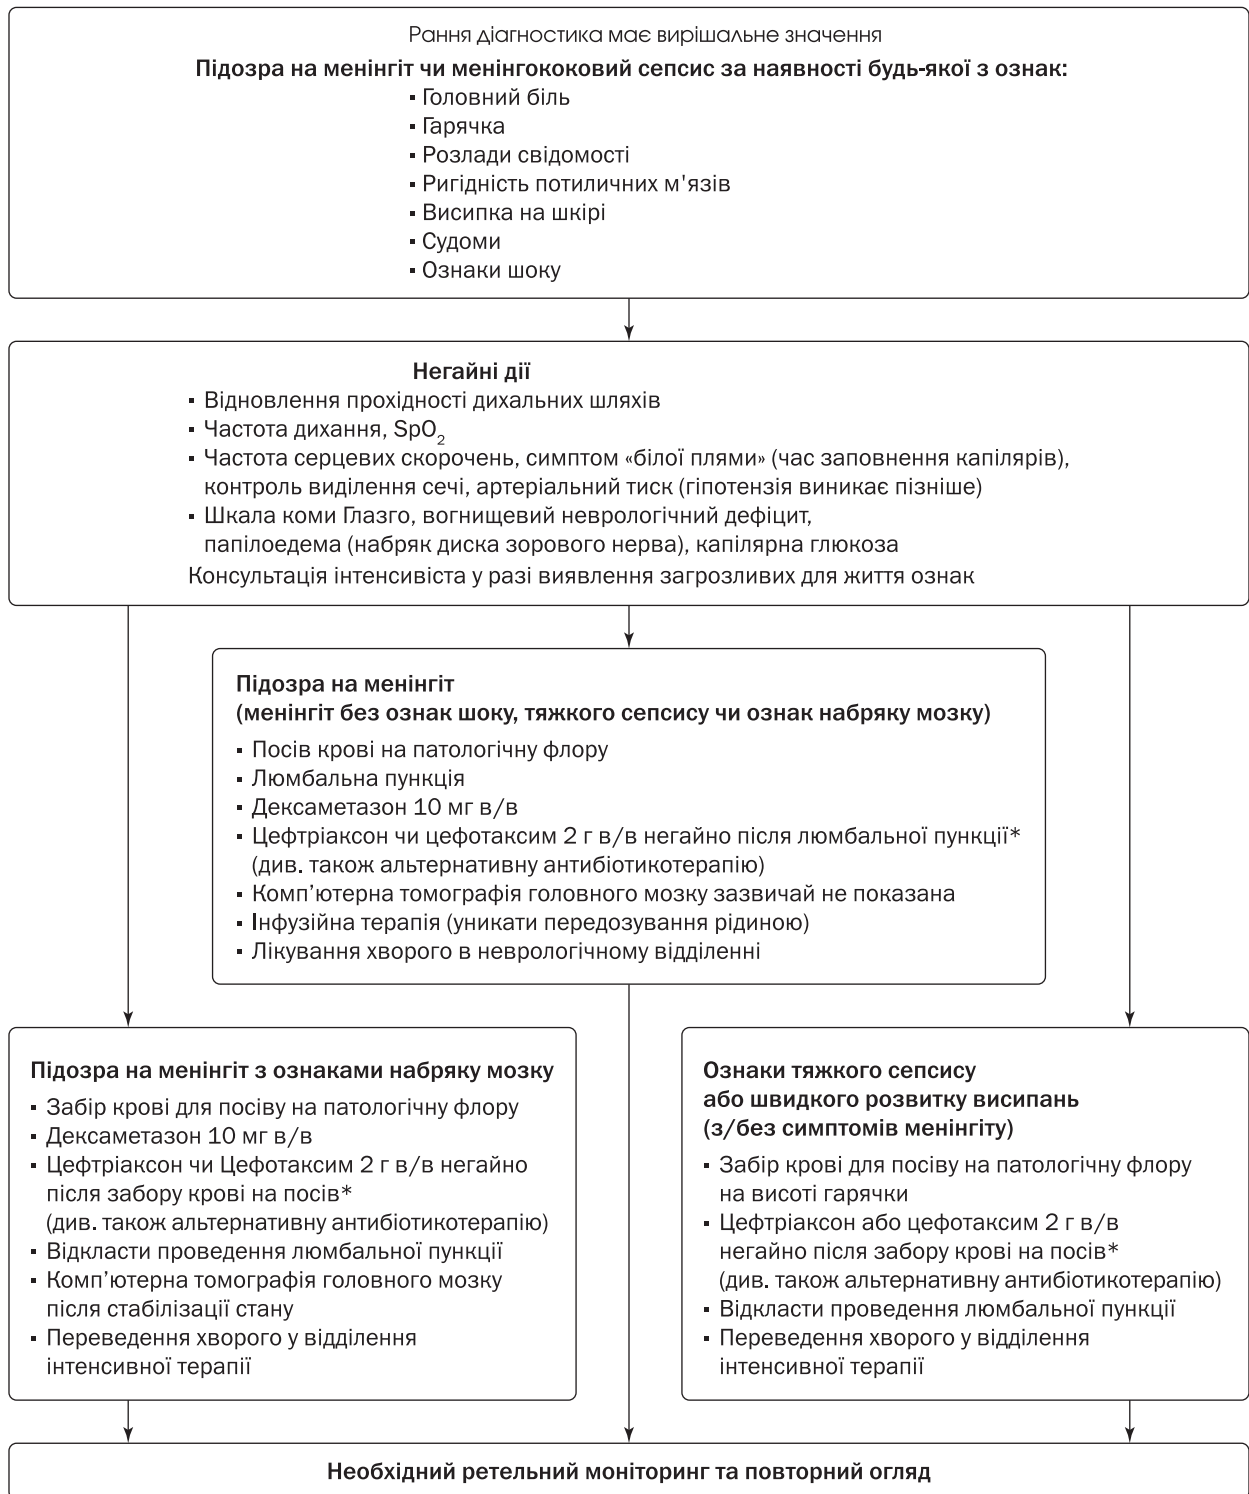 Рання діагностика має вирішальне значення
Підозра на менінгіт чи менінгококовий сепсис за наявності будь-якої з ознак:
▪ Головний біль
▪ Гарячка
▪ Розлади свідомості
▪ Ригідність потиличних м'язів
▪ Висипка на шкірі
▪ Судоми
▪ Ознаки шоку
Негайні дії
▪ Відновлення прохідності дихальних шляхів
▪ Частота дихання, SpO₂
▪ Частота серцевих скорочень, симптом «білої плями» (час заповнення капілярів),
контроль виділення сечі, артеріальний тиск (гіпотензія виникає пізніше)
▪ Шкала коми Глазго, вогнищевий неврологічний дефіцит,
папілоедема (набряк диска зорового нерва), капілярна глюкоза
Консультація інтенсивіста у разі виявлення загрозливих для життя ознак
Підозра на менінгіт
(менінгіт без ознак шоку, тяжкого сепсису чи ознак набряку мозку)
▪ Посів крові на патологічну флору
▪ Люмбальна пункція
▪ Дексаметазон 10 мг в/в
▪ Цефтріаксон чи цефотаксим 2 г в/в негайно після люмбальної пункції*
(див. також альтернативну антибіотикотерапію)
▪ Комп’ютерна томографія головного мозку зазвичай не показана
▪ Інфузійна терапія (уникати передозування рідиною)
▪ Лікування хворого в неврологічному відділенні
Підозра на менінгіт з ознаками набряку мозку
▪ Забір крові для посіву на патологічну флору
▪ Дексаметазон 10 мг в/в
▪ Цефтріаксон чи Цефотаксим 2 г в/в негайно
після забору крові на посів*
(див. також альтернативну антибіотикотерапію)
▪ Відкласти проведення люмбальної пункції
▪ Комп’ютерна томографія головного мозку
після стабілізації стану
▪ Переведення хворого у відділення
інтенсивної терапії
Ознаки тяжкого сепсису
або швидкого розвитку висипань
(з/без симптомів менінгіту)
▪ Забір крові для посіву на патологічну флору
на висоті гарячки
▪ Цефтріаксон або цефотаксим 2 г в/в
негайно після забору крові на посів*
(див. також альтернативну антибіотикотерапію)
▪ Відкласти проведення люмбальної пункції
▪ Переведення хворого у відділення
інтенсивної терапії
Необхідний ретельний моніторинг та повторний огляд